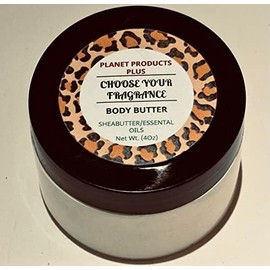 PLANET PRODUCTS
PLUS
CHOOSE YOUR
FRAGRANCE
BODY BUTTER
SHEABUTTER/ESSENTAL
OILS
Net Wt. (4Oz)